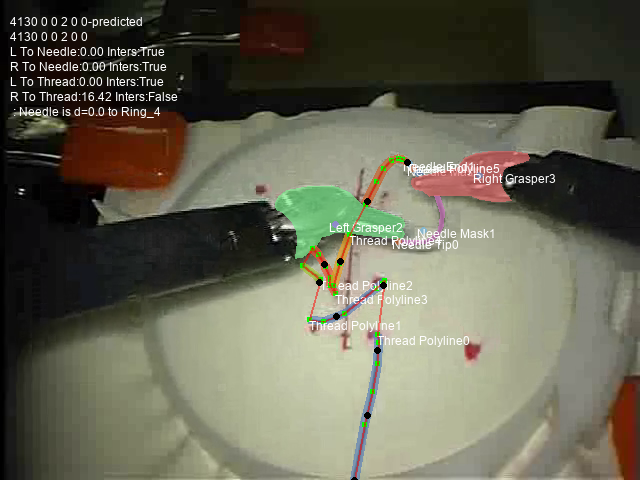 4130 0 0 2 0 0-predicted
4130 0 0 2 0 0
L To Needle:0.00 Inters:True
R To Needle:0.00 Inters:True
L To Thread:0.00 Inters:True
R To Thread:16.42 Inters:False
: Needle is d=0.0 to Ring_4
Needle End1
Needle Polyline5
Right Grasper3
Left Grasper2
Needle Mask1
Thread Polyline4
Needle Tip0
Thread Polyline2
Thread Polyline3
Thread Polyline1
Thread Polyline0